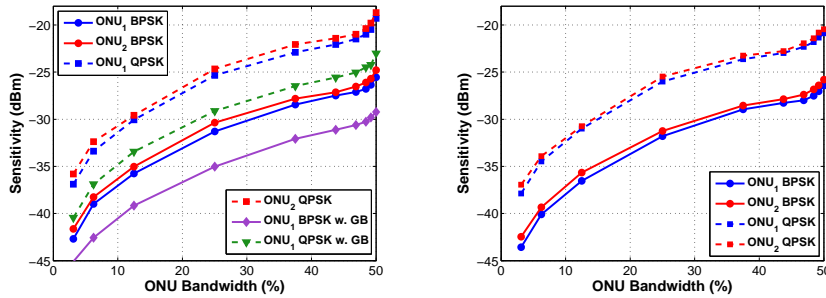 Sensitivity (dBm)
−20
−25
−30
−35
−40
−45
0
10
20
30
40
50
ONU Bandwidth (%)
ONU1 BPSK
ONU2 BPSK
ONU1 QPSK
ONU2 QPSK
ONU1 BPSK w. GB
ONU1 QPSK w. GB
Sensitivity (dBm)
−20
−25
−30
−35
−40
−45
0
10
20
30
40
50
ONU Bandwidth (%)
ONU1 BPSK
ONU2 BPSK
ONU1 QPSK
ONU2 QPSK